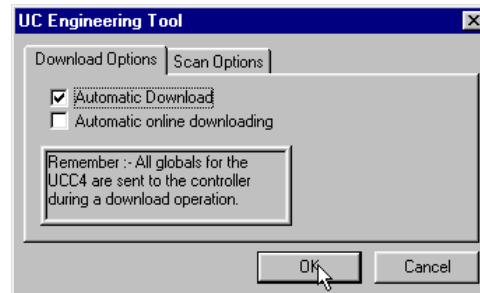 UC Engineering Tool
Download Options
Scan Options
Automatic Download
Automatic online downloading
Remember :- All globals for the
UCC4 are sent to the controller
during a download operation.
OK
Cancel